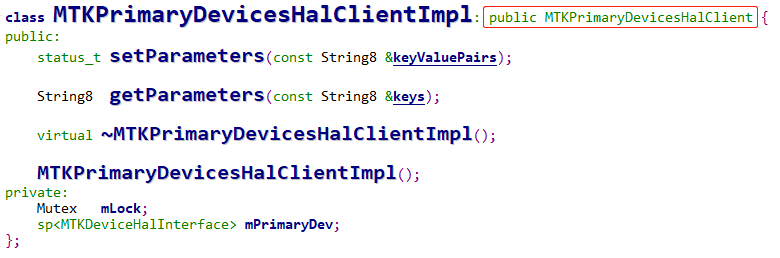 class MTKPrimaryDevicesHalClientImpl: public MTKPrimaryDevicesHalClient {
public:
    status_t setParameters(const String8 &keyValuePairs);
    String8  getParameters(const String8 &keys);
    virtual ~MTKPrimaryDevicesHalClientImpl();
    MTKPrimaryDevicesHalClientImpl();
private:
    Mutex   mLock;
    sp<MTKDeviceHalInterface> mPrimaryDev;
};